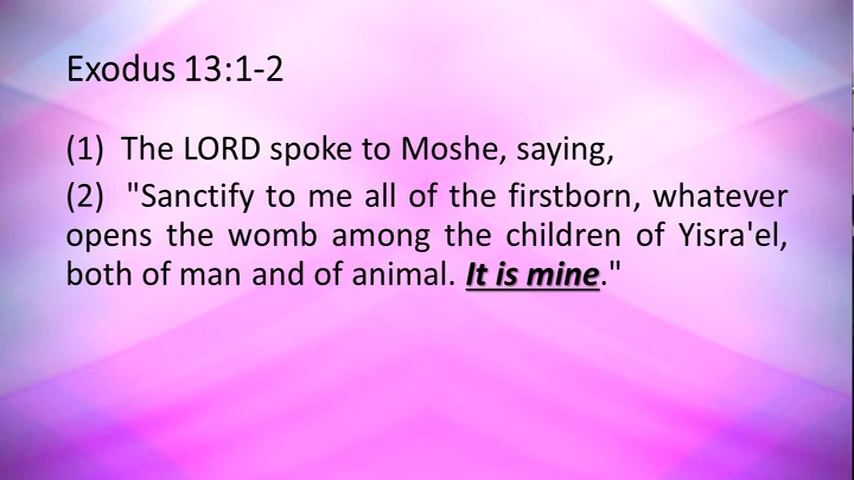 Exodus 13:1-2
(1) The LORD spoke to Moshe, saying,
(2) "Sanctify to me all of the firstborn, whatever
opens the womb among the children of Yisra'el,
both of man and of animal. It is mine."